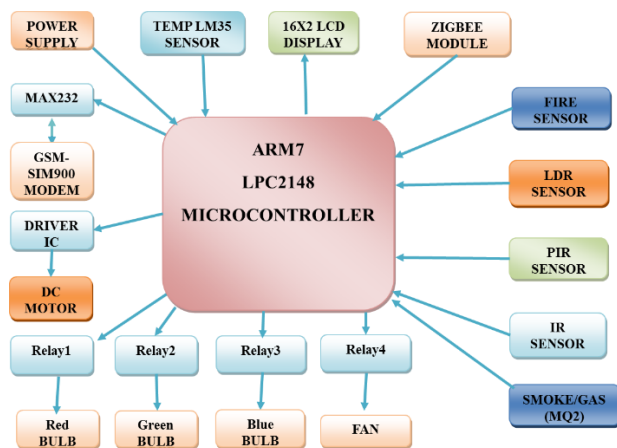 POWER
SUPPLY
TEMP LM35
SENSOR
16X2 LCD
DISPLAY
ZIGBEE
MODULE
MAX232
FIRE
SENSOR
ARM7
LPC2148
MICROCONTROLLER
GSM-
SIM900
MODEM
LDR
SENSOR
DRIVER
IC
PIR
SENSOR
DC
MOTOR
IR
SENSOR
Relay1
Relay2
Relay3
Relay4
SMOKE/GAS
(MQ2)
Red
BULB
Green
BULB
Blue
BULB
FAN